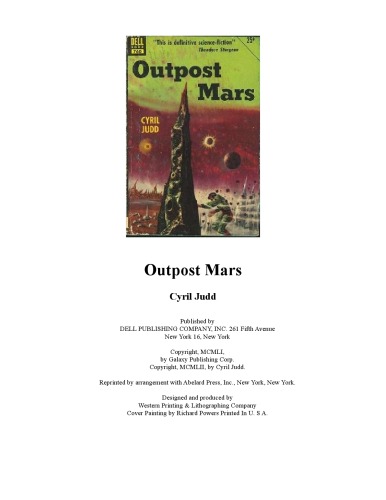 DELL
760
"This is definitive science-fiction"
Theodore Sturgeon
25¢
Outpost
Mars
CYRIL
JUDD
Outpost Mars
Cyril Judd
Published by
DELL PUBLISHING COMPANY, INC. 261 Fifth Avenue
New York 16, New York
Copyright, MCMLI,
by Galaxy Publishing Corp.
Copyright, MCMLII, by Cyril Judd.
Reprinted by arrangement with Abelard Press, Inc., New York, New York.
Designed and produced by
Western Printing & Lithographing Company
Cover Painting by Richard Powers Printed In U. S A.